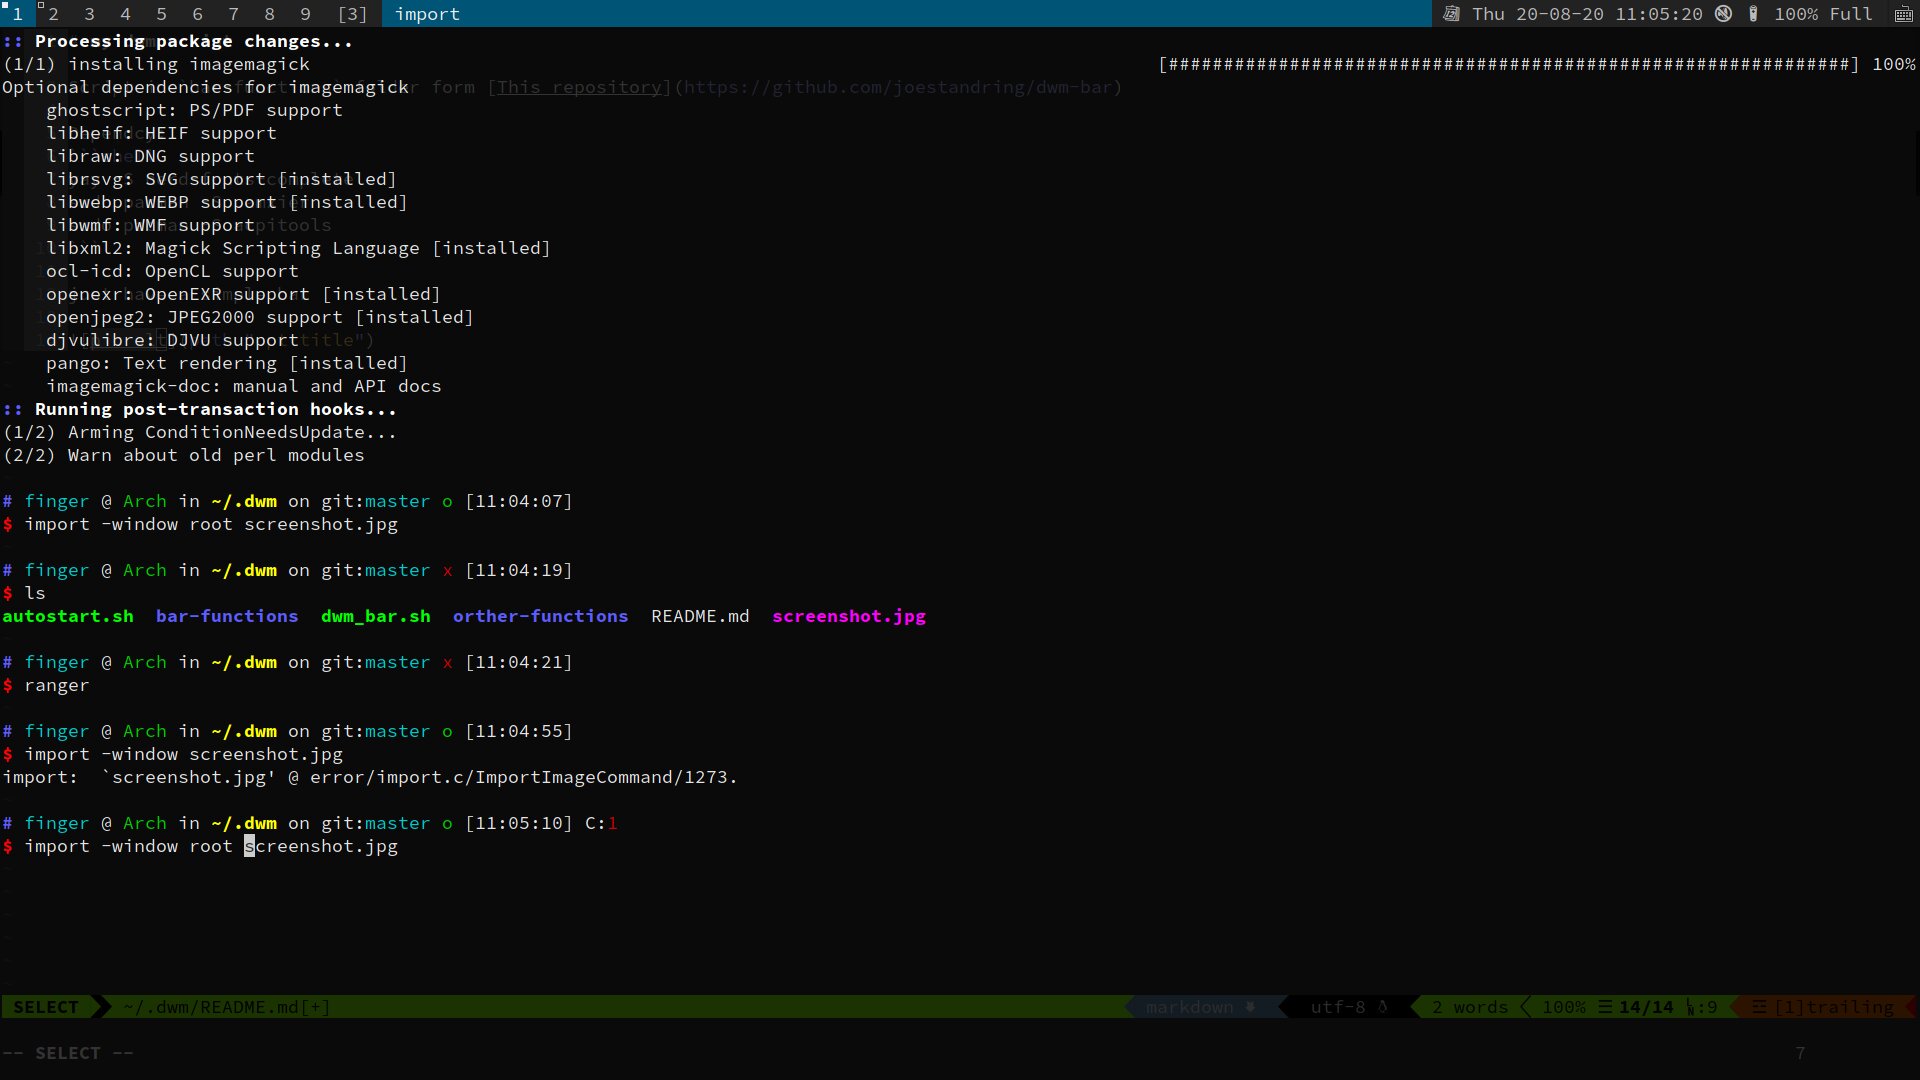 1 2 3 4 5 6 7 8 9 [3] import Thu 20-08-20 11:05:20 100% Full
:: Processing package changes...
(1/1) installing imagemagick [##############################################################] 100%
Optional dependencies for imagemagick
form [This repository](https://github.com/joestandring/dwm-bar)
ghostscript: PS/PDF support
libheif: HEIF support
libraw: DNG support
librsvg: SVG support [installed]
libwebp: WEBP support [installed]
libwmf: WMF support
libxml2: Magick Scripting Language [installed]
ocl-icd: OpenCL support
openexr: OpenEXR support [installed]
openjpeg2: JPEG2000 support [installed]
djvulibre: DJVU support
pango: Text rendering [installed]
imagemagick-doc: manual and API docs
:: Running post-transaction hooks...
(1/2) Arming ConditionNeedsUpdate...
(2/2) Warn about old perl modules
# finger @ Arch in ~/.dwm on git:master o [11:04:07]
$ import -window root screenshot.jpg
# finger @ Arch in ~/.dwm on git:master x [11:04:19]
$ ls
autostart.sh bar-functions dwm_bar.sh orther-functions README.md screenshot.jpg
# finger @ Arch in ~/.dwm on git:master x [11:04:21]
$ ranger
# finger @ Arch in ~/.dwm on git:master o [11:04:55]
$ import -window screenshot.jpg
import: `screenshot.jpg' @ error/import.c/ImportImageCommand/1273.
# finger @ Arch in ~/.dwm on git:master o [11:05:10] C:1
$ import -window root screenshot.jpg
SELECT ~/.dwm/README.md[+] markdown utf-8 2 words 100% ☰ 14/14 :9 [1]trailing
-- SELECT -- 7